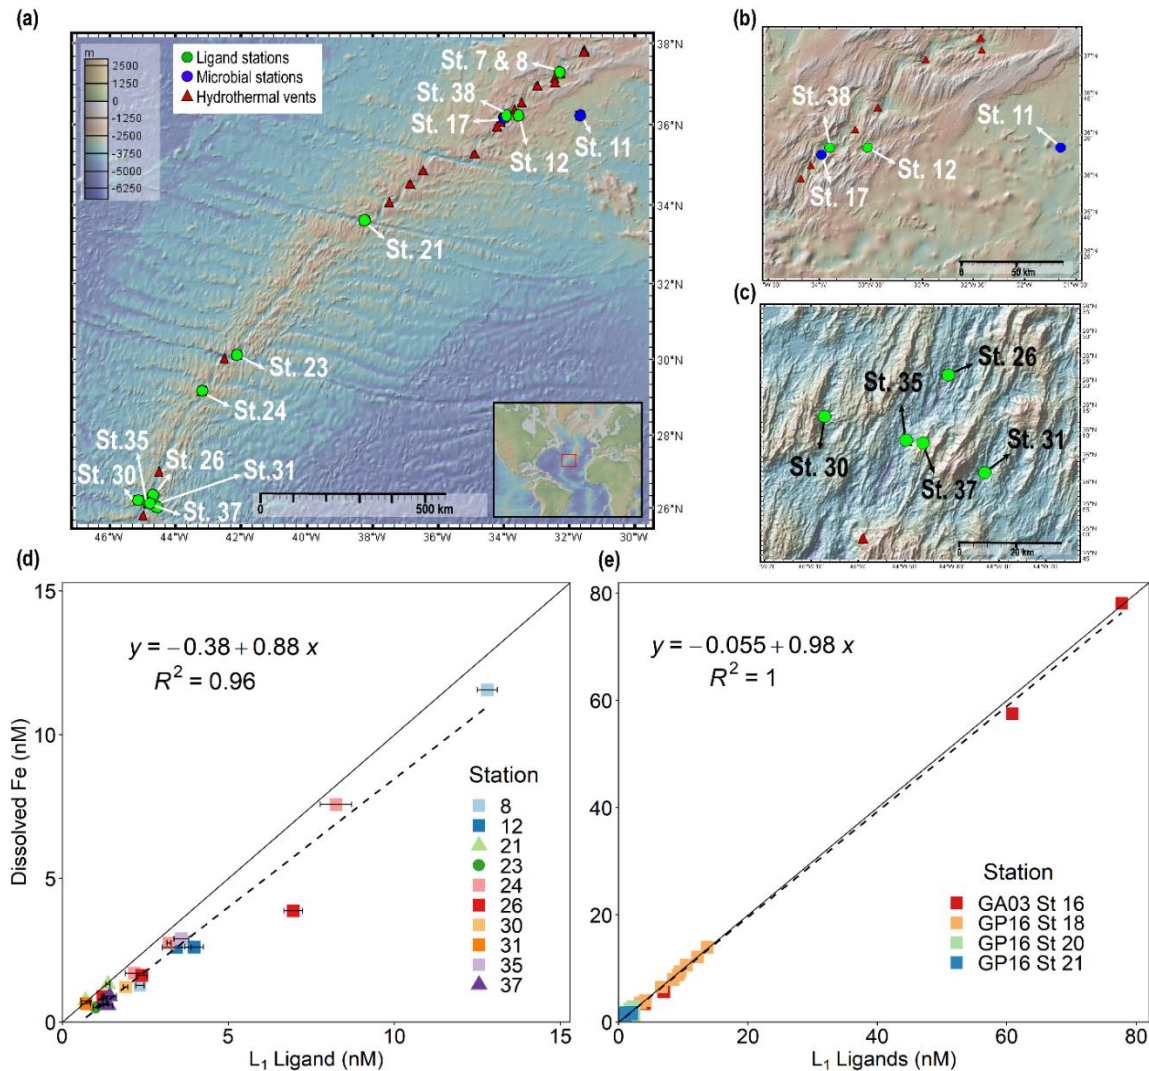 (a)
m
2500
1250
0
-1250
-2500
-3750
-5000
-6250
Ligand stations
Microbial stations
Hydrothermal vents
St. 7 & 8
St. 38
St. 17
St. 12
St. 11
St. 21
St. 23
St.24
St.35
St. 26
St. 30
St.31
St. 37
500 km
0
38°N
36°N
34°N
32°N
30°N
28°N
26°N
46°W
44°W
42°W
40°W
38°W
36°W
34°W
32°W
30°W
(b)
St. 38
St. 17
St. 12
St. 11
50 km
(c)
St. 26
St. 35
St. 30
St. 31
St. 37
0
20 km
(d)
y = −0.38 + 0.88 x
R² = 0.96
Dissolved Fe (nM)
15
10
5
0
0
5
10
15
L₁ Ligand (nM)
Station
8
12
21
23
24
26
30
31
35
37
(e)
y = −0.055 + 0.98 x
R² = 1
80
60
40
20
0
0
20
40
60
80
L₁ Ligands (nM)
Station
GA03 St 16
GP16 St 18
GP16 St 20
GP16 St 21